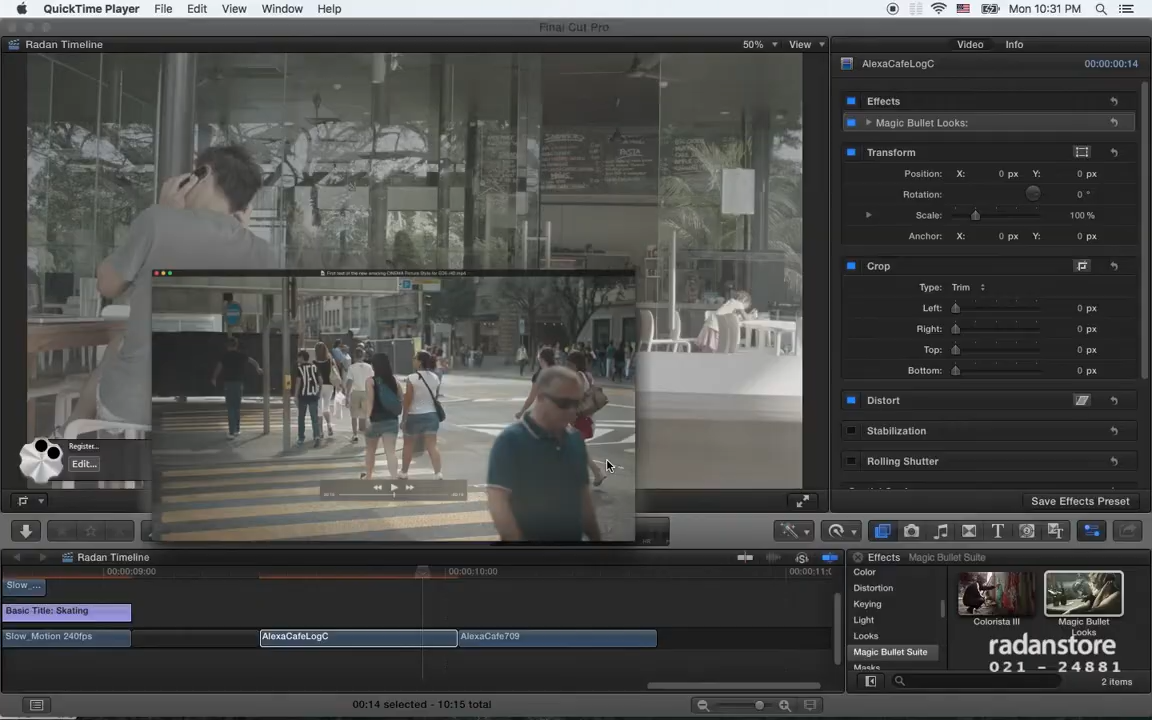 QuickTime Player File Edit View Window Help Mon 10:31 PM
Final Cut Pro
Radan Timeline 50% View
Video Info
AlexaCafeLogC 00:00:00:14
Effects
Magic Bullet Looks:
Transform
Position: X: 0 px Y: 0 px
Rotation: 0 °
Scale: 100 %
Anchor: X: 0 px Y: 0 px
Crop
Type: Trim
Left: 0 px
Right: 0 px
Top: 0 px
Bottom: 0 px
Distort
Stabilization
Rolling Shutter
Save Effects Preset
YES
Register...
Edit...
Radan Timeline
00:00:09:00 00:00:10:00
Slow_...
Basic Title: Skating
Slow_Motion 240fps AlexaCafeLogC AlexaCafe709
Effects Magic Bullet Suite
Color
Distortion
Keying
Light
Looks
Magic Bullet Suite
Masks
Colorista III
Magic Bullet
Looks
radanstore
021 - 24881
2 items
00:14 selected - 10:15 total